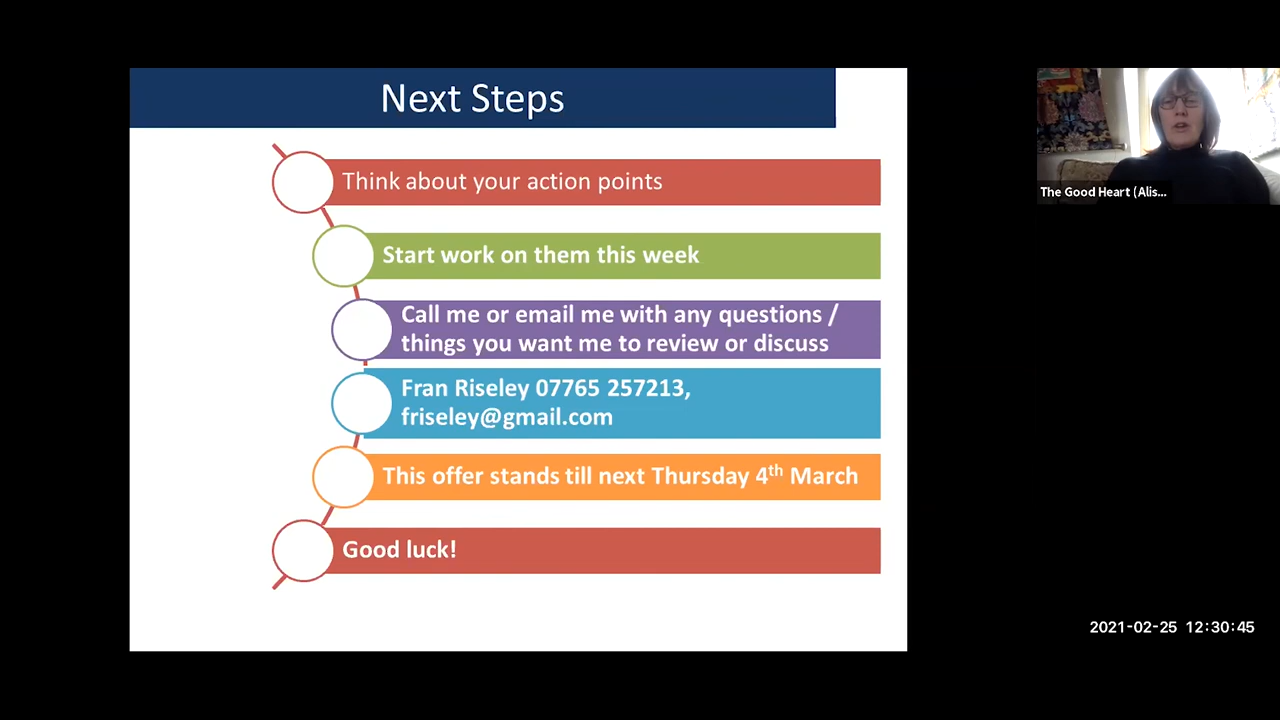 Next Steps
Think about your action points
Start work on them this week
Call me or email me with any questions /
things you want me to review or discuss
Fran Riseley 07765 257213,
friseley@gmail.com
This offer stands till next Thursday 4th March
Good luck!
The Good Heart (Alis...
2021-02-25 12:30:45